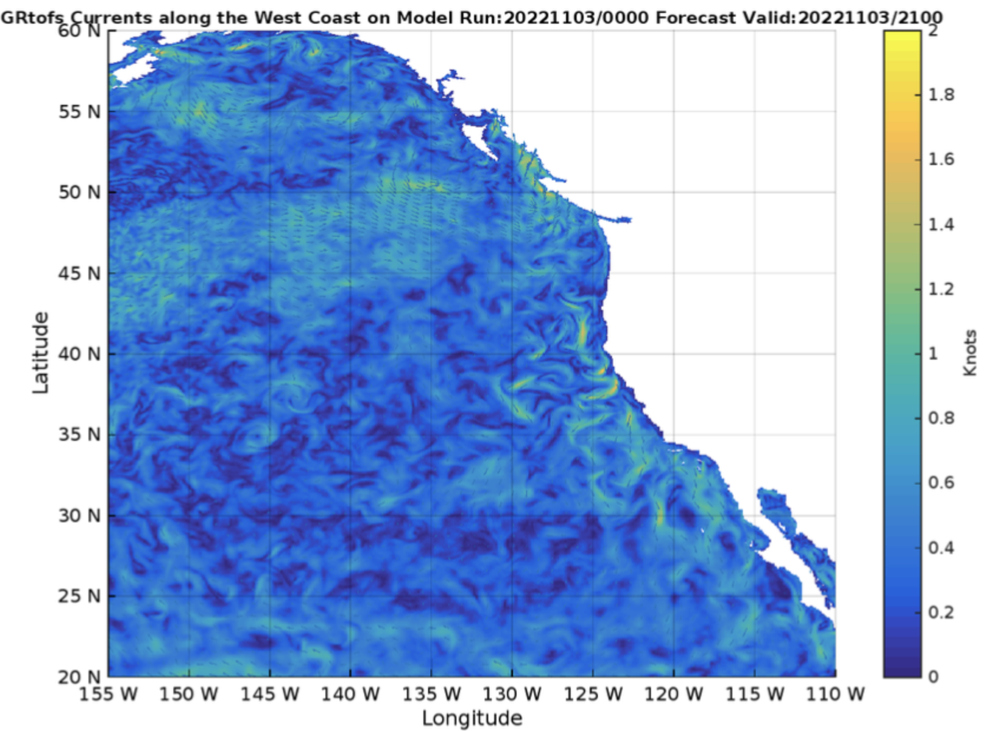 GRtofs Currents along the West Coast on Model Run:20221103/0000 Forecast Valid:20221103/2100
60 N
55 N
50 N
45 N
40 N
35 N
30 N
25 N
20 N
Latitude
155 W 150 W 145 W 140 W 135 W 130 W 125 W 120 W 115 W 110 W
Longitude
2
1.8
1.6
1.4
1.2
1
0.8
0.6
0.4
0.2
0
Knots